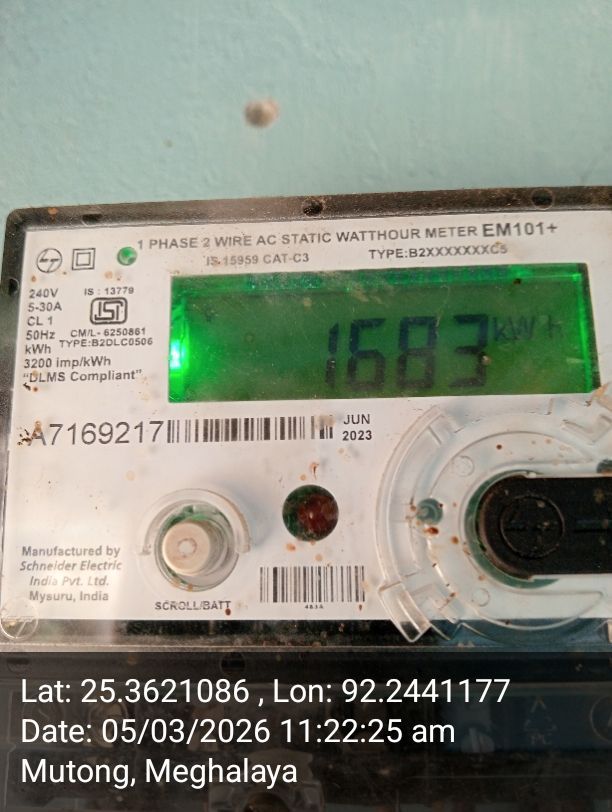 1 PHASE 2 WIRE AC STATIC WATTHOUR METER EM101+
IS 15959 CAT-C3
TYPE:B2XXXXXXXC5
240V
5-30A
CL 1
50Hz
kWh
3200 imp/kWh
"DLMS Compliant"
IS : 13779
CM/L- 6250861
TYPE:B2DLC0506
1683 kWh
A7169217
JUN
2023
Manufactured by
Schneider Electric
India Pvt. Ltd.
Mysuru, India
SCROLL/BATT
Lat: 25.3621086 , Lon: 92.2441177
Date: 05/03/2026 11:22:25 am
Mutong, Meghalaya